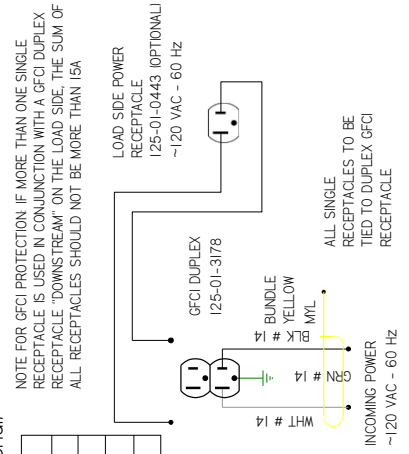 NOTE FOR GFCI PROTECTION: IF MORE THAN ONE SINGLE
RECEPTACLE IS USED IN CONJUNCTION WITH A GFCI DUPLEX
RECEPTACLE "DOWNSTREAM" ON THE LOAD SIDE, THE SUM OF
ALL RECEPTACLES SHOULD NOT BE MORE THAN 15A
LOAD SIDE POWER
RECEPTACLE
125-01-0443 (OPTIONAL)
~120 VAC - 60 Hz
GFCI DUPLEX
125-01-3178
BUNDLE
YELLOW
MYL
BLK # 14
GRN # 14
WHT # 14
ALL SINGLE
RECEPTACLES TO BE
TIED TO DUPLEX GFCI
RECEPTACLE
INCOMING POWER
~120 VAC - 60 Hz